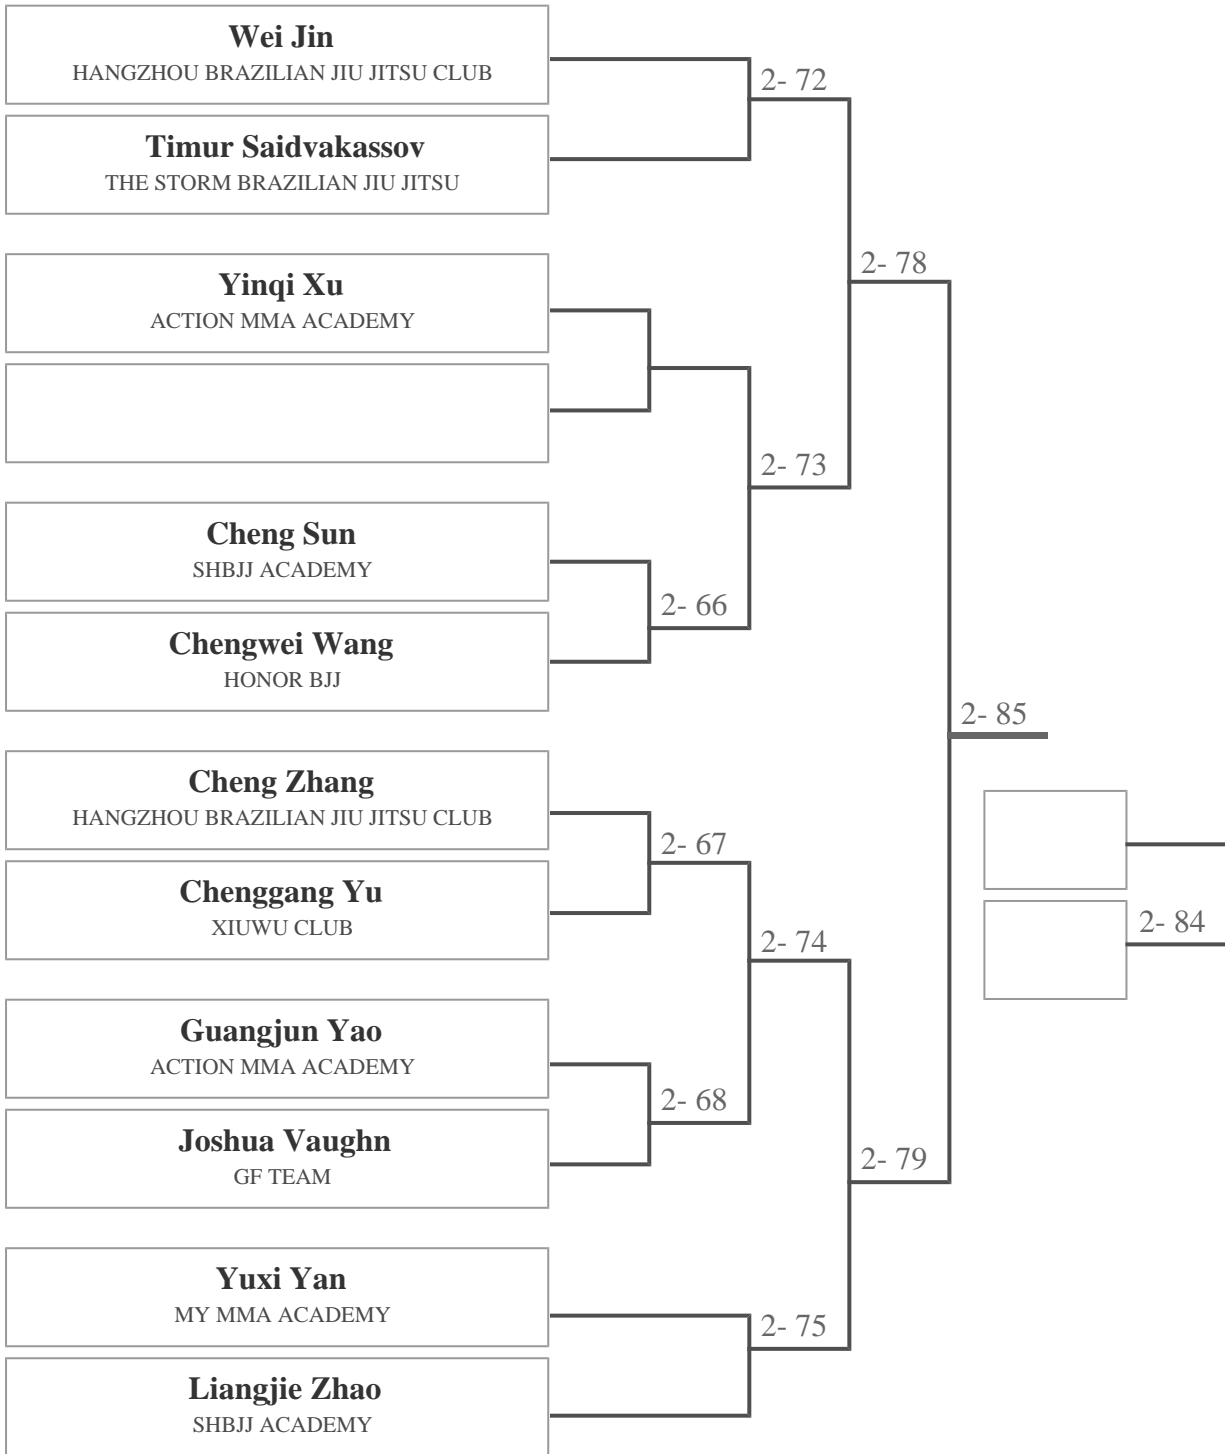 Wei Jin
HANGZHOU BRAZILIAN JIU JITSU CLUB
2- 72
Timur Saidvakassov
THE STORM BRAZILIAN JIU JITSU
2- 78
Yinqi Xu
ACTION MMA ACADEMY
2- 73
Cheng Sun
SHBJJ ACADEMY
2- 66
Chengwei Wang
HONOR BJJ
2- 85
Cheng Zhang
HANGZHOU BRAZILIAN JIU JITSU CLUB
2- 67
Chenggang Yu
XIUWU CLUB
2- 84
2- 74
Guangjun Yao
ACTION MMA ACADEMY
2- 68
Joshua Vaughn
GF TEAM
2- 79
Yuxi Yan
MY MMA ACADEMY
2- 75
Liangjie Zhao
SHBJJ ACADEMY